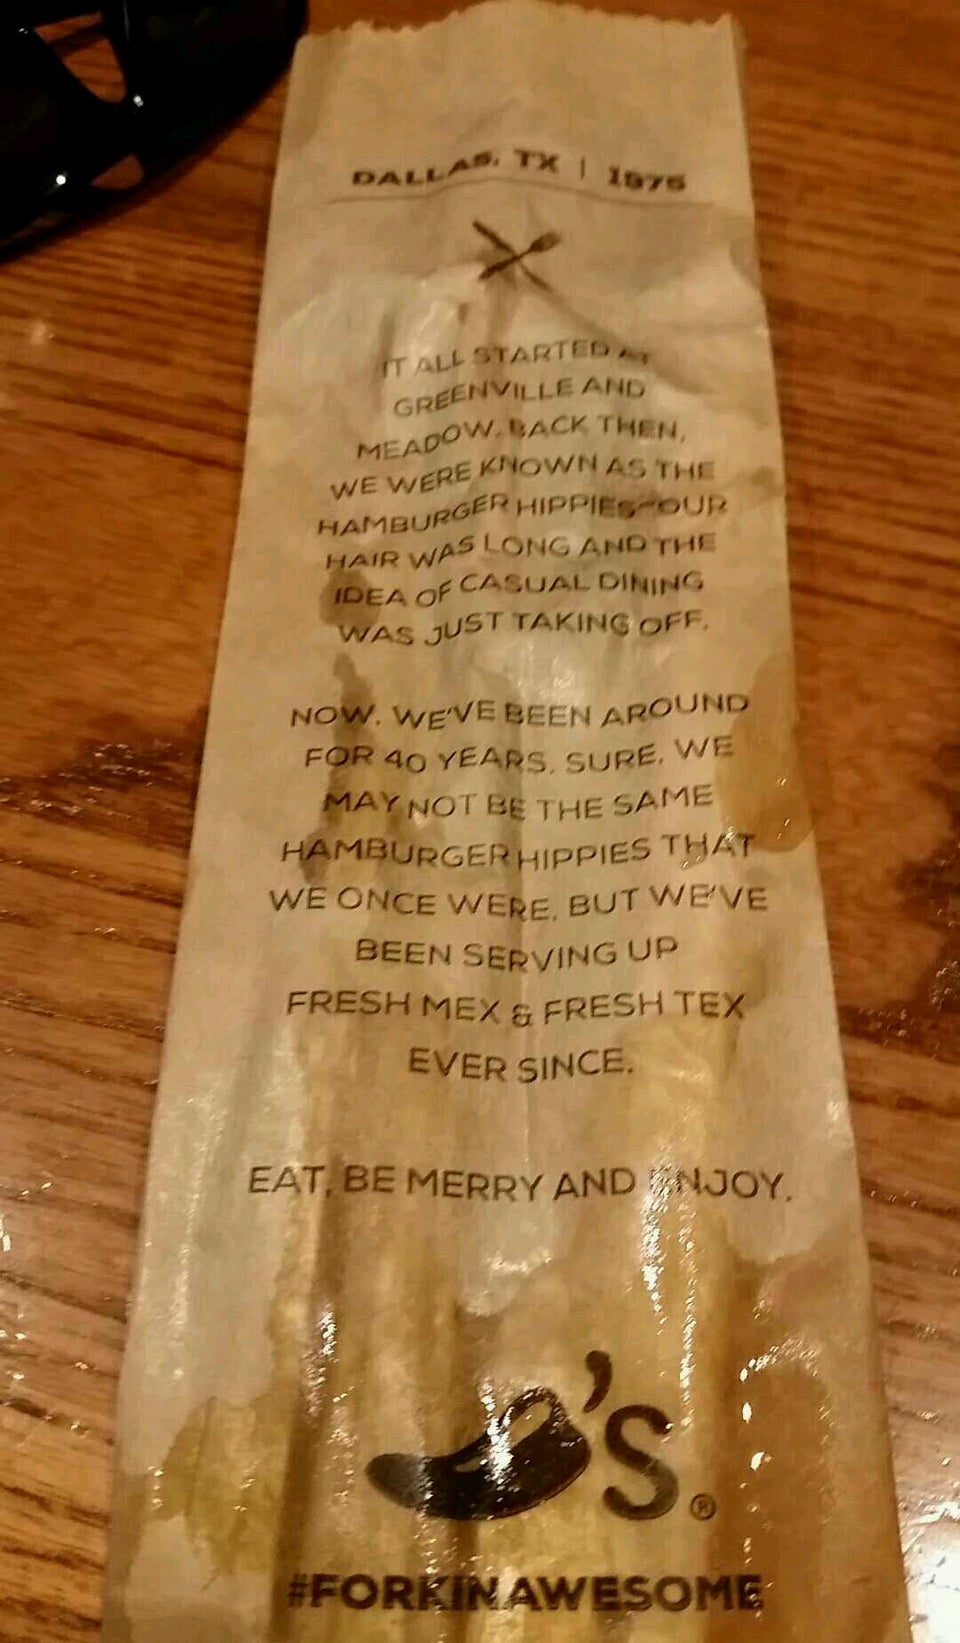 DALLAS, TX | 1975
IT ALL STARTED AT
GREENVILLE AND
MEADOW. BACK THEN,
WE WERE KNOWN AS THE
HAMBURGER HIPPIES—OUR
HAIR WAS LONG AND THE
IDEA OF CASUAL DINING
WAS JUST TAKING OFF.
NOW, WE'VE BEEN AROUND
FOR 40 YEARS. SURE, WE
MAY NOT BE THE SAME
HAMBURGER HIPPIES THAT
WE ONCE WERE, BUT WE'VE
BEEN SERVING UP
FRESH MEX & FRESH TEX
EVER SINCE.
EAT, BE MERRY AND ENJOY.
'S®
#FORKINAWESOME